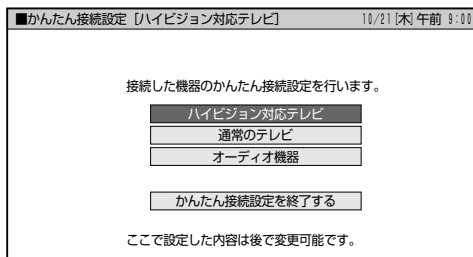 ■かんたん接続設定［ハイビジョン対応テレビ］ 10/21[木]午前 9:00
接続した機器のかんたん接続設定を行います。
ハイビジョン対応テレビ
通常のテレビ
オーディオ機器
かんたん接続設定を終了する
ここで設定した内容は後で変更可能です。